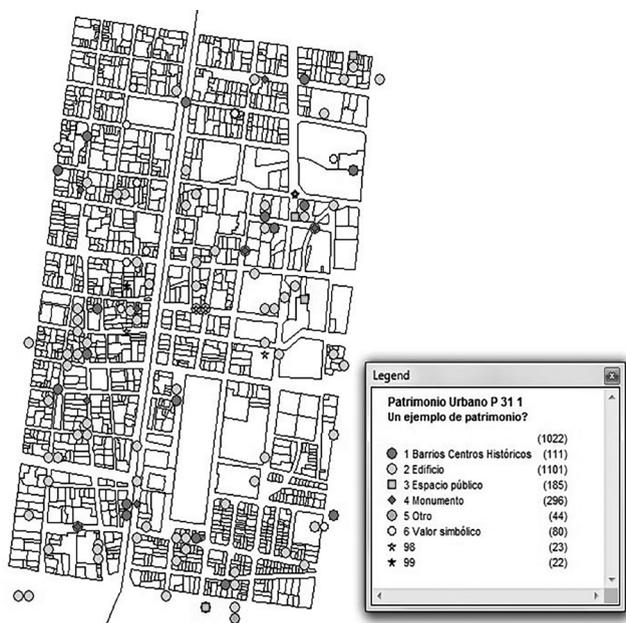 Legend
Patrimonio Urbano P 31 1
Un ejemplo de patrimonio?
(1022)
1 Barrios Centros Históricos (111)
2 Edificio (1101)
3 Espacio público (185)
4 Monumento (296)
5 Otro (44)
6 Valor simbólico (80)
98 (23)
99 (22)